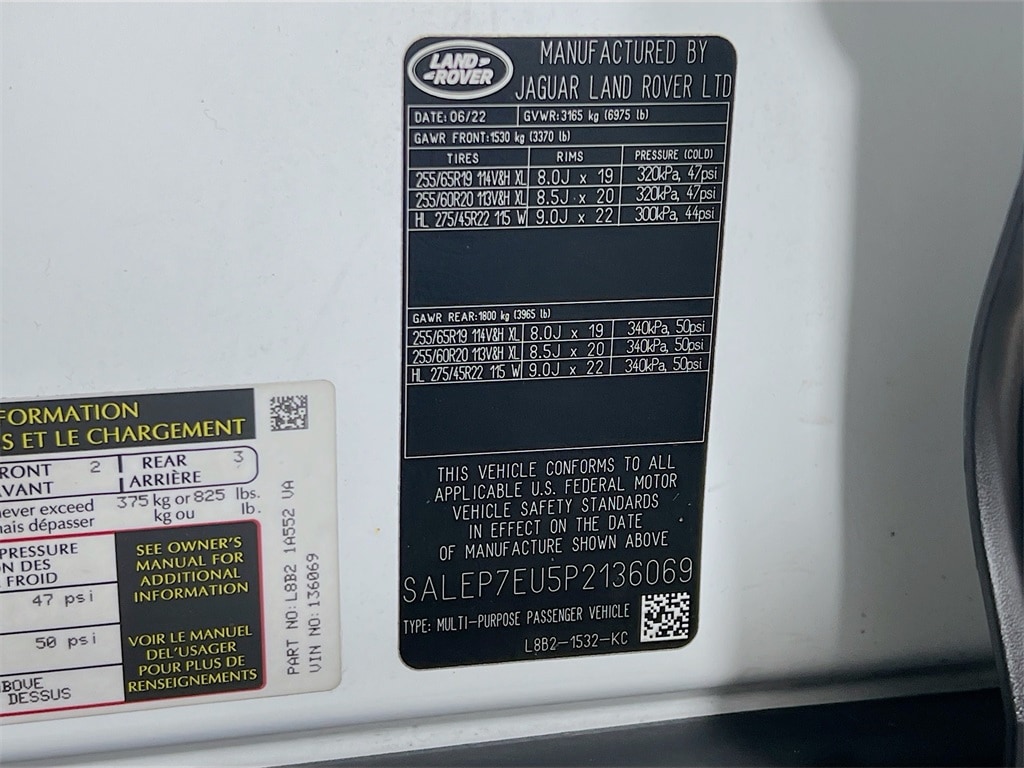 LAND ROVER
MANUFACTURED BY
JAGUAR LAND ROVER LTD
DATE: 06/22 GVWR: 3165 kg (6975 lb)
GAWR FRONT: 1530 kg (3370 lb)
TIRES RIMS PRESSURE (COLD)
255/65R19 114V&H XL 8.0J x 19 320kPa, 47psi
255/60R20 113V&H XL 8.5J x 20 320kPa, 47psi
HL 275/45R22 115 W 9.0J x 22 300kPa, 44psi
GAWR REAR: 1800 kg (3965 lb)
255/65R19 114V&H XL 8.0J x 19 340kPa, 50psi
255/60R20 113V&H XL 8.5J x 20 340kPa, 50psi
HL 275/45R22 115 W 9.0J x 22 340kPa, 50psi
THIS VEHICLE CONFORMS TO ALL
APPLICABLE U.S. FEDERAL MOTOR
VEHICLE SAFETY STANDARDS
IN EFFECT ON THE DATE
OF MANUFACTURE SHOWN ABOVE
SALEP7EU5P2136069
TYPE: MULTI-PURPOSE PASSENGER VEHICLE
L8B2-1532-KC
FORMATION
S ET LE CHARGEMENT
RONT 2 REAR 3
AVANT ARRIÈRE
never exceed 375 kg or 825 lbs.
mais dépasser kg ou lb.
PRESSURE
ON DES
FROID
47 psi
50 psi
BOVE
DESSUS
SEE OWNER'S
MANUAL FOR
ADDITIONAL
INFORMATION
VOIR LE MANUEL
DEL'USAGER
POUR PLUS DE
RENSEIGNEMENTS
PART NO: L8B2 1A552 VA
VIN NO: 136069